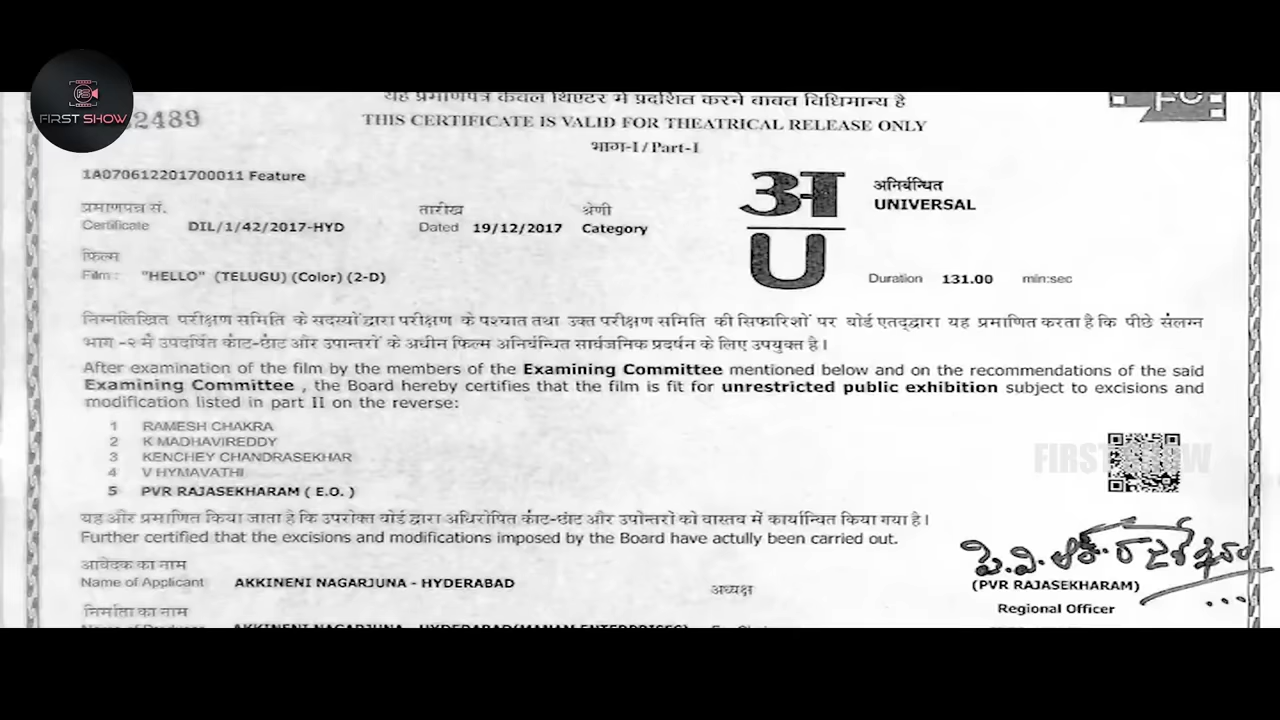 FIRST SHOW
2489
यह प्रमाणपत्र केवल थिएटर में प्रदर्शित करने बावत विधिमान्य है
THIS CERTIFICATE IS VALID FOR THEATRICAL RELEASE ONLY
भाग-I/Part-I
1A070612201700011 Feature
अ अनिर्बन्धित
UNIVERSAL
प्रमाणपत्र सं. तारीख श्रेणी
Certificate DIL/1/42/2017-HYD Dated 19/12/2017 Category
U
फिल्म
Film : "HELLO" (TELUGU) (Color) (2-D) Duration 131.00 min:sec
निम्नलिखित परीक्षण समिति के सदस्यों द्वारा परीक्षण के पश्चात तथा उक्त परीक्षण समिति की सिफारिशों पर बोर्ड एतद्द्वारा यह प्रमाणित करता है कि पीछे संलग्न
भाग -२ में उपदर्षित काट-छांट और उपान्तरों के अधीन फिल्म अनिर्बन्धित सार्वजनिक प्रदर्षन के लिए उपयुक्त है।
After examination of the film by the members of the Examining Committee mentioned below and on the recommendations of the said
Examining Committee , the Board hereby certifies that the film is fit for unrestricted public exhibition subject to excisions and
modification listed in part II on the reverse:
1 RAMESH CHAKRA
2 K MADHAVIREDDY
3 KENCHEY CHANDRASEKHAR
4 V HYMAVATHI
5 PVR RAJASEKHARAM ( E.O. )
FIRST SHOW
यह और प्रमाणित किया जाता है कि उपरोक्त बोर्ड द्वारा अधिरोपित काट-छांट और उपोन्तरों को वास्तव में कार्यान्वित किया गया है।
Further certified that the excisions and modifications imposed by the Board have actully been carried out.
आवेदक का नाम
Name of Applicant AKKINENI NAGARJUNA - HYDERABAD अध्यक्ष
(PVR RAJASEKHARAM)
Regional Officer
निर्माता का नाम
AKKINENI NAGARJUNA - HYDERABAD(MANAM ENTERPRISES)